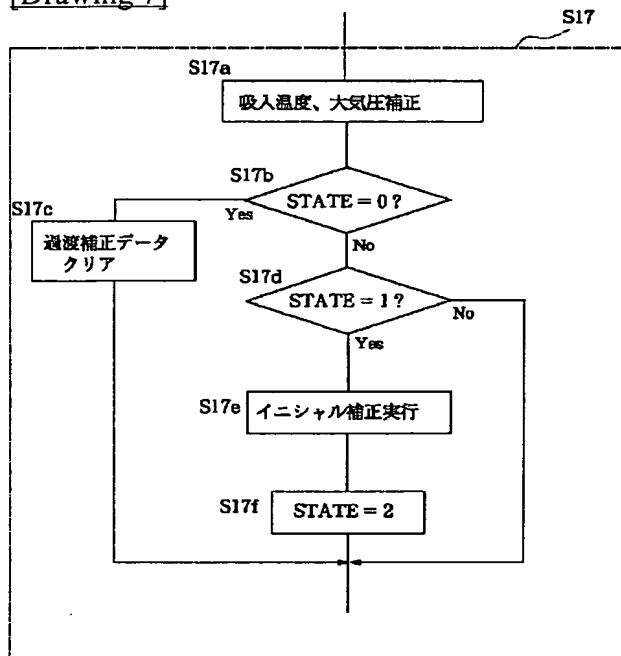 [Drawing 7]
S17
S17a
吸入温度、大気圧補正
S17b
STATE = 0 ?
Yes
No
S17c
過渡補正データ
クリア
S17d
STATE = 1 ?
No
Yes
S17e
イニシャル補正実行
S17f
STATE = 2